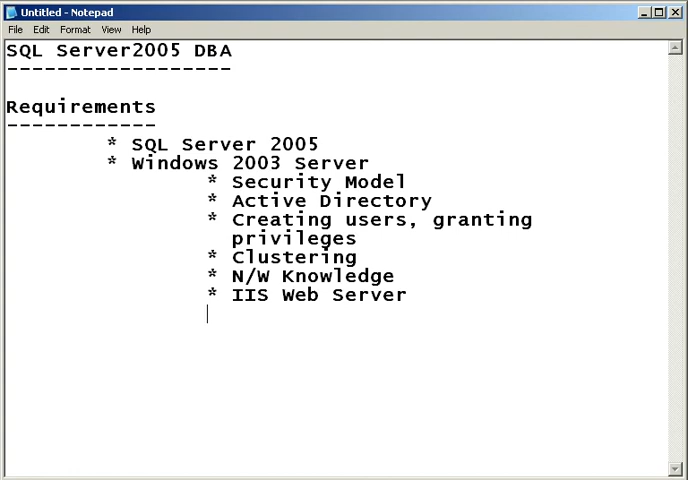 Untitled - Notepad
File Edit Format View Help
SQL Server2005 DBA
------------------
Requirements
------------
* SQL Server 2005
* Windows 2003 Server
* Security Model
* Active Directory
* Creating users, granting
privileges
* Clustering
* N/W Knowledge
* IIS Web Server